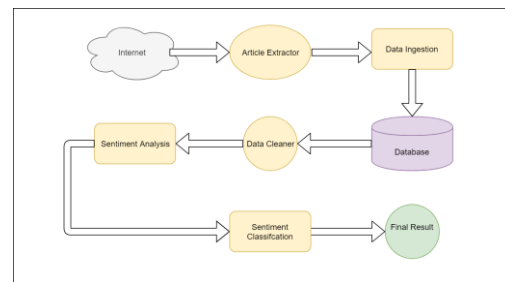 Internet
Article Extractor
Data Ingestion
Sentiment Analysis
Data Cleaner
Database
Sentiment
Classifcation
Final Result